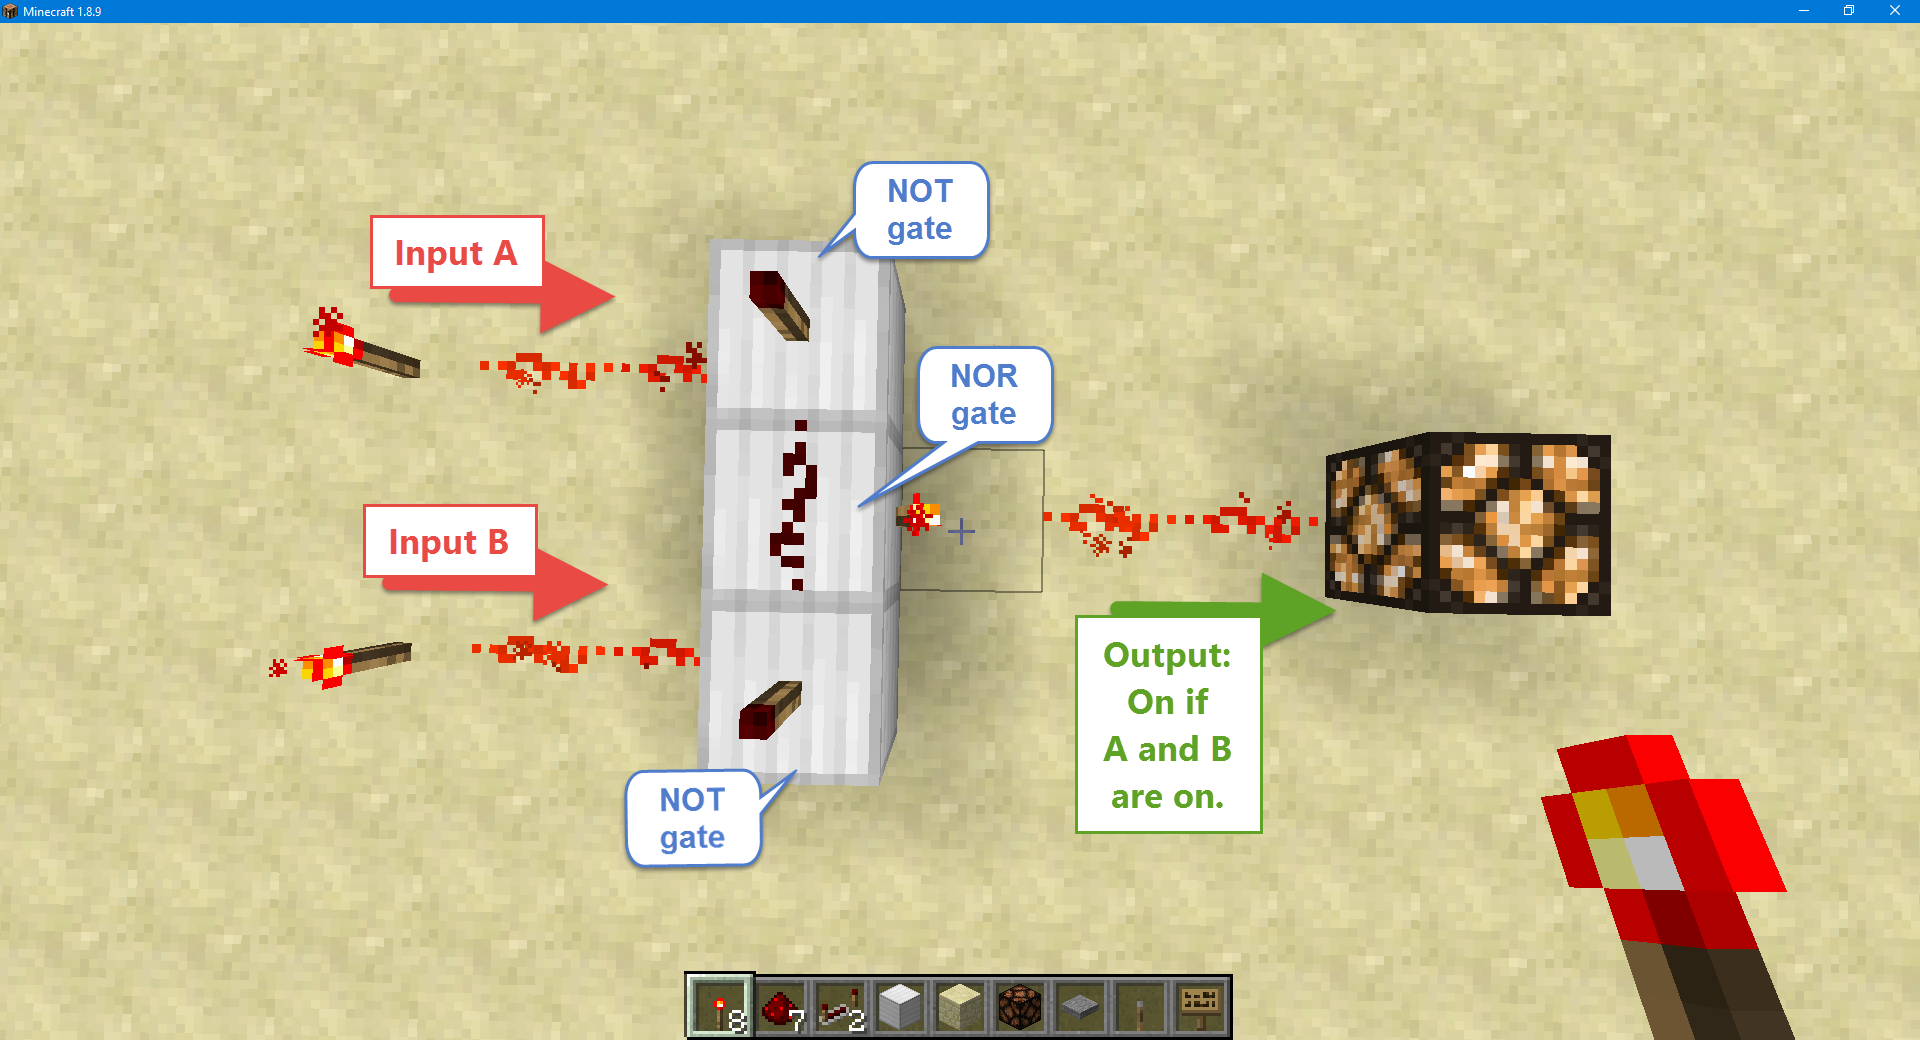 Minecraft 1.8.9
NOT
gate
Input A
NOR
gate
Input B
Output:
On if
A and B
are on.
NOT
gate
8
7
2